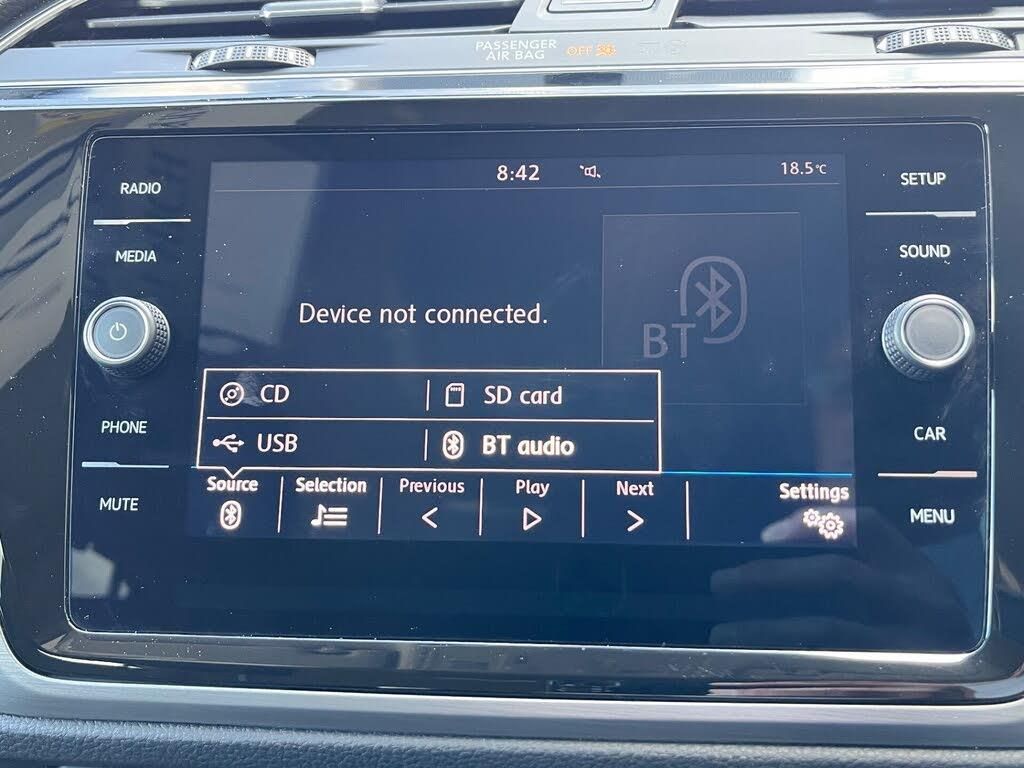 PASSENGER
AIR BAG OFF
8:42 18.5°C
RADIO
MEDIA
PHONE
MUTE
Device not connected.
BT
CD SD card
USB BT audio
Source Selection Previous Play Next Settings
SETUP
SOUND
CAR
MENU